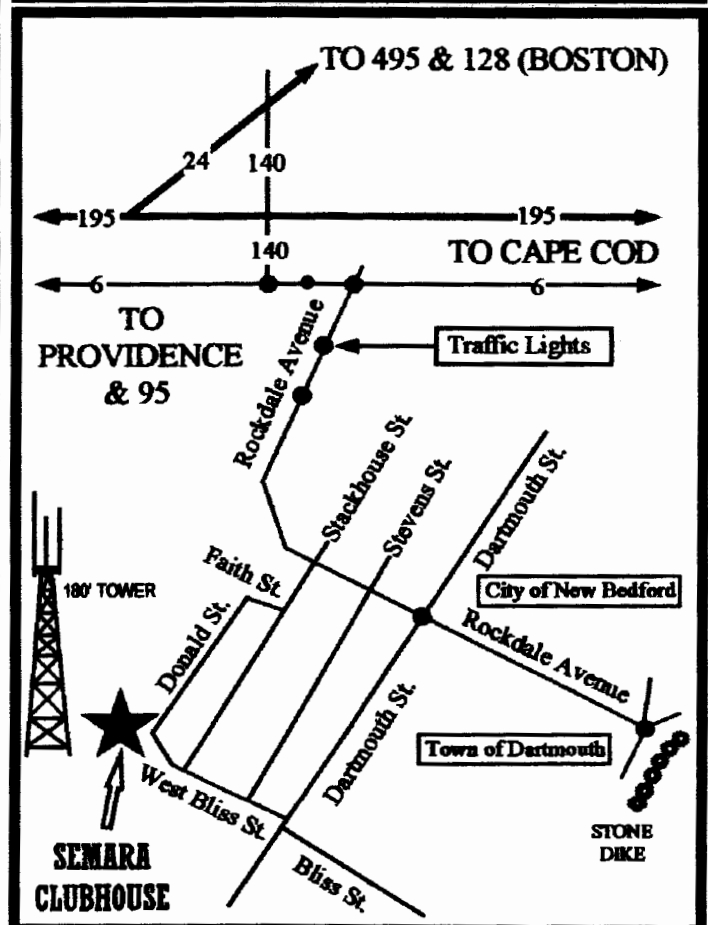 TO 495 & 128 (BOSTON)
24
140
195
195
140
TO CAPE COD
6
6
TO
PROVIDENCE
& 95
Rockdale Avenue
Traffic Lights
Stackhouse St.
Stevens St.
Dartmouth St.
Faith St.
180' TOWER
Donald St.
City of New Bedford
Rockdale Avenue
Dartmouth St.
Town of Dartmouth
West Bliss St.
STONE
DIKE
SEMARA
CLUBHOUSE
Bliss St.